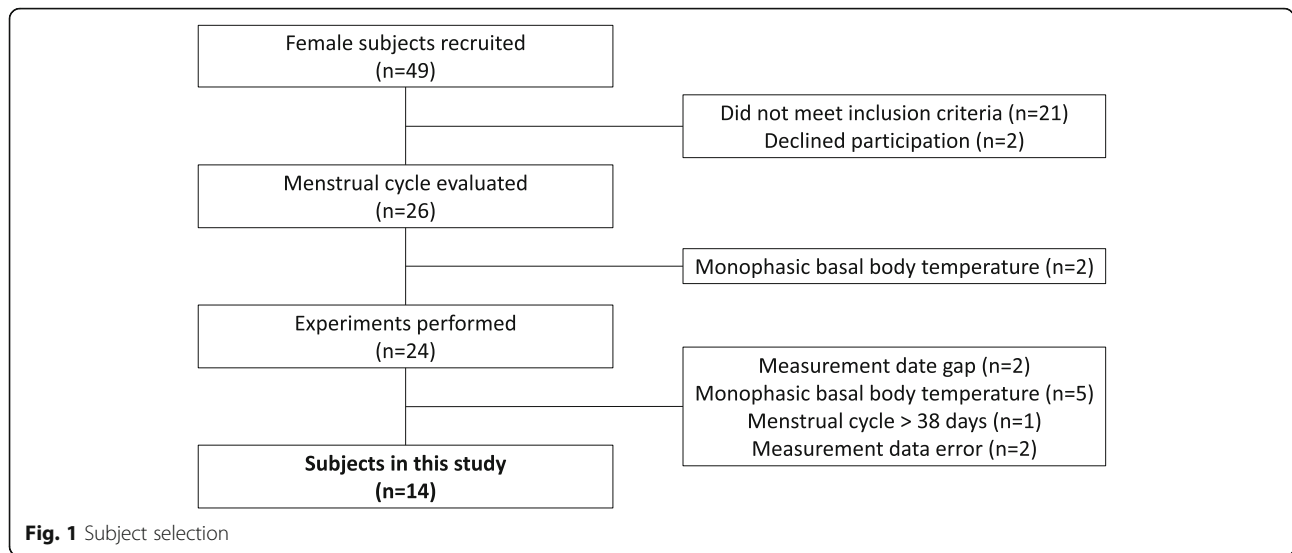 Female subjects recruited
(n=49)
Did not meet inclusion criteria (n=21)
Declined participation (n=2)
Menstrual cycle evaluated
(n=26)
Monophasic basal body temperature (n=2)
Experiments performed
(n=24)
Measurement date gap (n=2)
Monophasic basal body temperature (n=5)
Menstrual cycle > 38 days (n=1)
Measurement data error (n=2)
Subjects in this study
(n=14)
Fig. 1 Subject selection